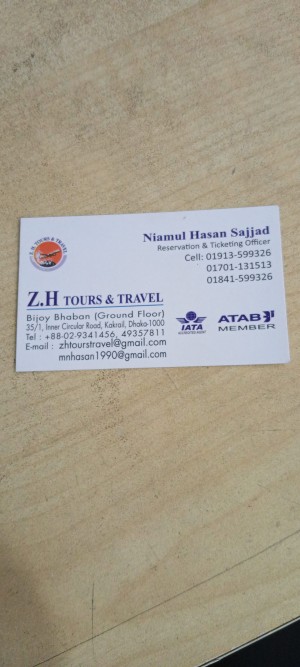 Z.H TOURS & TRAVEL
Niamul Hasan Sajjad
Reservation & Ticketing Officer
Cell: 01913-599326
01701-131513
01841-599326
Z.H TOURS & TRAVEL
Bijoy Bhaban (Ground Floor)
35/1, Inner Circular Road, Kakrail, Dhaka-1000
Tel : +88-02-9341456, 49357811
E-mail : zhtourstravel@gmail.com
mnhasan1990@gmail.com
IATA
ACCREDITED AGENT
ATAB
MEMBER